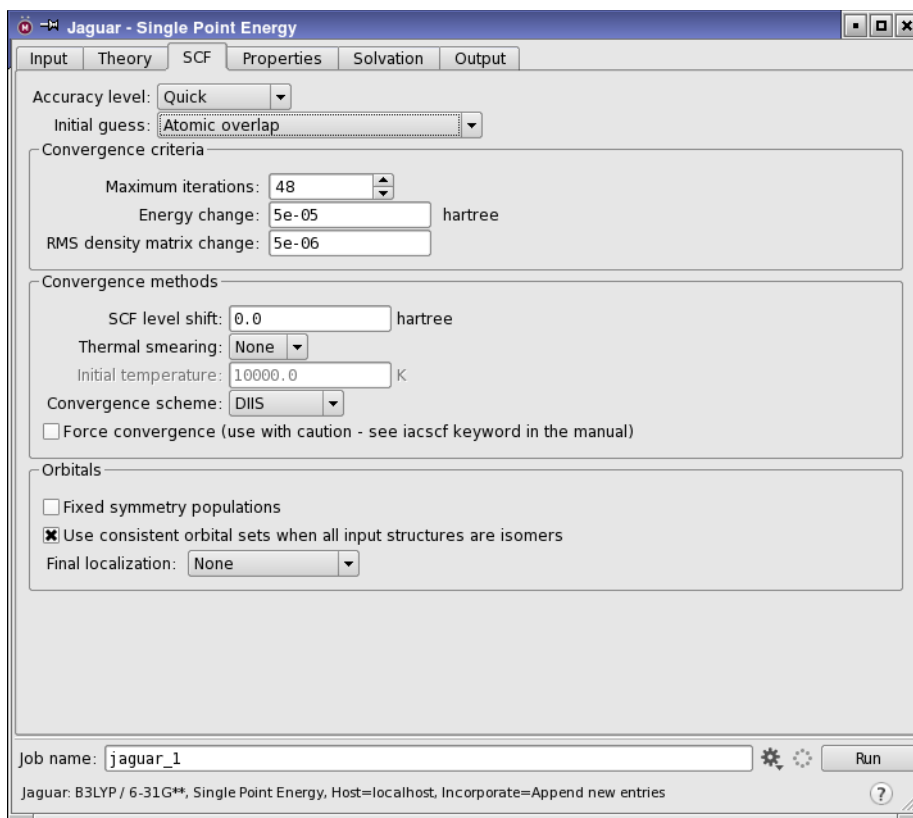 Jaguar - Single Point Energy
Input Theory SCF Properties Solvation Output
Accuracy level: Quick
Initial guess: Atomic overlap
Convergence criteria
Maximum iterations: 48
Energy change: 5e-05 hartree
RMS density matrix change: 5e-06
Convergence methods
SCF level shift: 0.0 hartree
Thermal smearing: None
Initial temperature: 10000.0 K
Convergence scheme: DIIS
Force convergence (use with caution - see iacscf keyword in the manual)
Orbitals
Fixed symmetry populations
Use consistent orbital sets when all input structures are isomers
Final localization: None
Job name: jaguar_1 Run
Jaguar: B3LYP / 6-31G**, Single Point Energy, Host=localhost, Incorporate=Append new entries ?